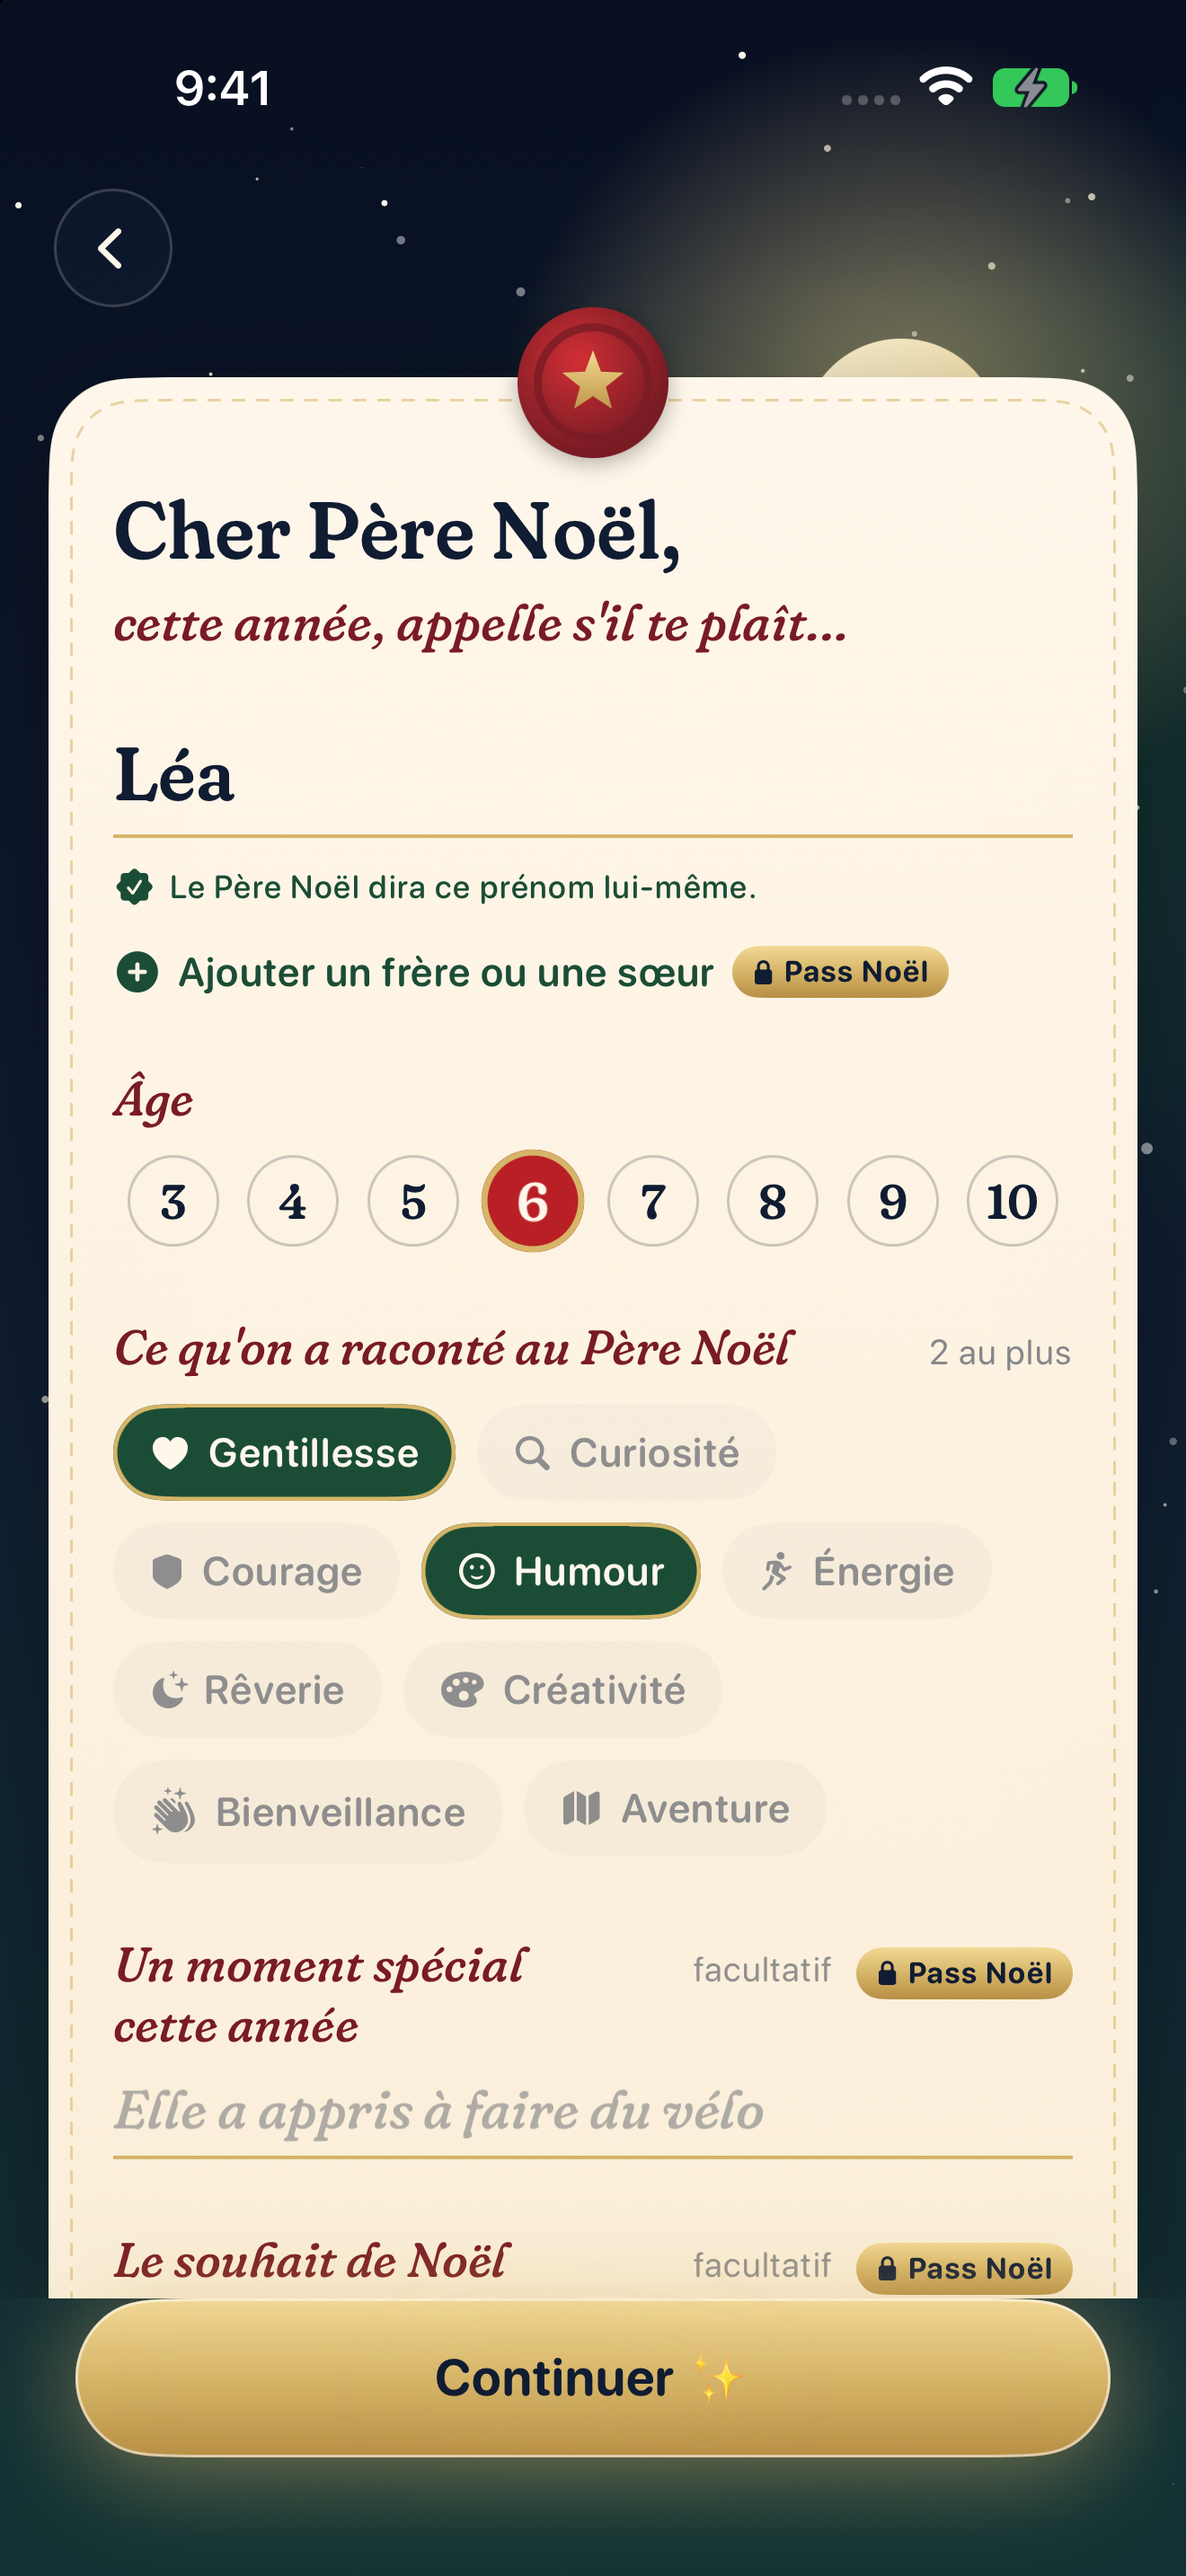 9:41
Cher Père Noël,
cette année, appelle s'il te plaît...
Léa
Le Père Noël dira ce prénom lui-même.
Ajouter un frère ou une sœur Pass Noël
Âge
3 4 5 6 7 8 9 10
Ce qu'on a raconté au Père Noël 2 au plus
Gentillesse Curiosité
Courage Humour Énergie
Rêverie Créativité
Bienveillance Aventure
Un moment spécial facultatif Pass Noël
cette année
Elle a appris à faire du vélo
Le souhait de Noël facultatif Pass Noël
Continuer ✨